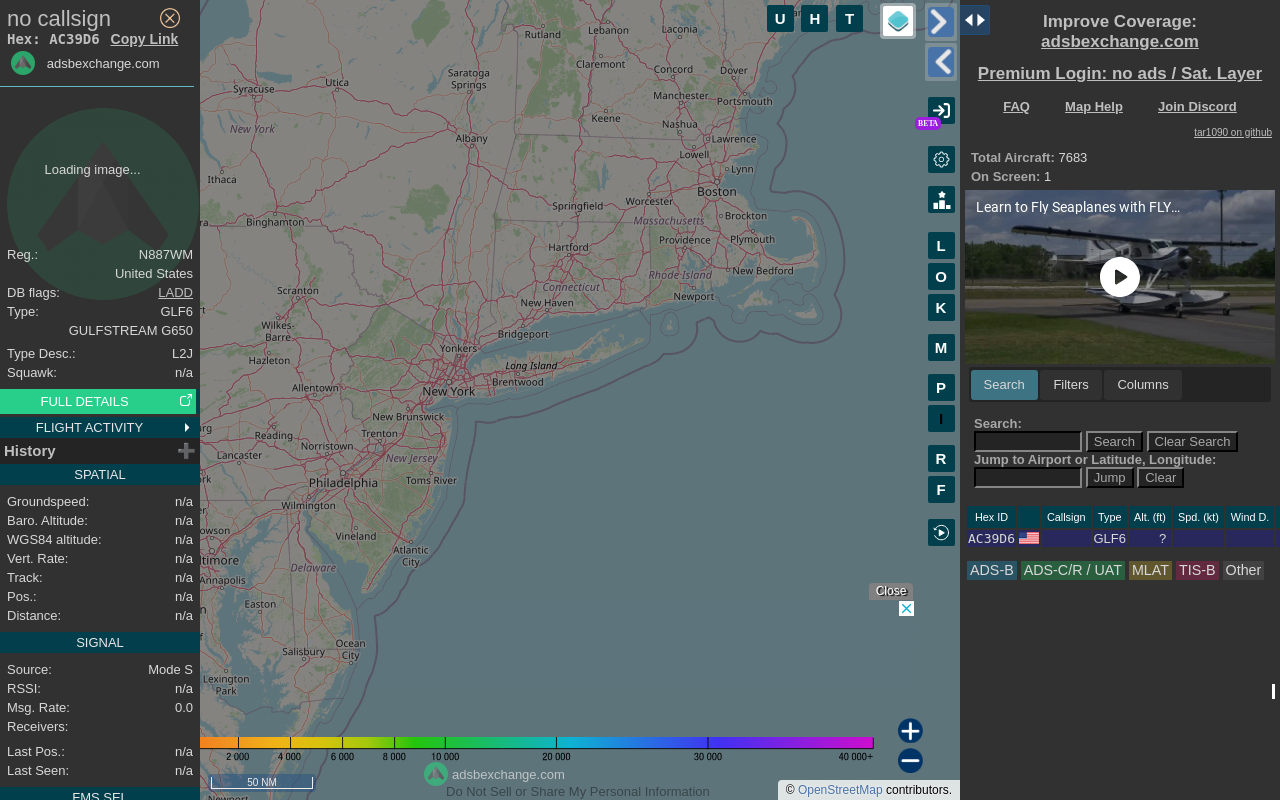 no callsign
Hex: AC39D6 Copy Link
adsbexchange.com
Loading image...
Reg.: N887WM
United States
DB flags: LADD
Type: GLF6
GULFSTREAM G650
Type Desc.: L2J
Squawk: n/a
FULL DETAILS
FLIGHT ACTIVITY
History
SPATIAL
Groundspeed: n/a
Baro. Altitude: n/a
WGS84 altitude: n/a
Vert. Rate: n/a
Track: n/a
Pos.: n/a
Distance: n/a
SIGNAL
Source: Mode S
RSSI: n/a
Msg. Rate: 0.0
Receivers:
Last Pos.: n/a
Last Seen: n/a
FMS SEL
U H T
Rutland
Lebanon
Laconia
Claremont
Concord
Dover
Saratoga
Springs
Utica
Syracuse
Manchester
Portsmouth
Keene
Nashua
New York
Albany
Lawrence
Lowell
Lynn
Ithaca
Boston
Worcester
Springfield
Brockton
Binghamton
Massachusetts
Providence
Plymouth
Hartford
New Bedford
Rhode Island
Connecticut
Newport
Scranton
New Haven
Wilkes-
Barre
Bridgeport
Yonkers
Hazleton
Long Island
Brentwood
Allentown
New York
New Brunswick
Reading
Trenton
Norristown
Lancaster
New Jersey
Toms River
Philadelphia
Wilmington
Vineland
Atlantic
City
Delaware
Annapolis
Easton
Ocean
City
Salisbury
Lexington
Park
BETA
L
O
K
M
P
I
R
F
Close
2 000 4 000 6 000 8 000 10 000 20 000 30 000 40 000+
50 NM
adsbexchange.com
Do Not Sell or Share My Personal Information
© OpenStreetMap contributors.
Improve Coverage:
adsbexchange.com
Premium Login: no ads / Sat. Layer
FAQ Map Help Join Discord
tar1090 on github
Total Aircraft: 7683
On Screen: 1
Learn to Fly Seaplanes with FLY...
Search Filters Columns
Search:
Search Clear Search
Jump to Airport or Latitude, Longitude:
Jump Clear
Hex ID Callsign Type Alt. (ft) Spd. (kt) Wind D.
AC39D6 GLF6 ?
ADS-B ADS-C/R / UAT MLAT TIS-B Other